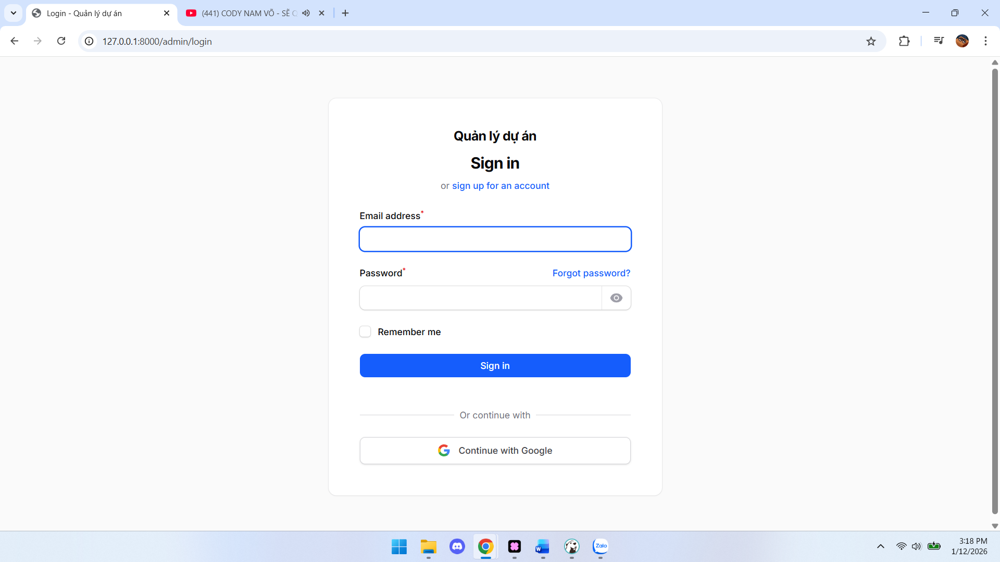 Login - Quản lý dự án
(441) CODY NAM VÕ - SẼ
127.0.0.1:8000/admin/login
Quản lý dự án
Sign in
or sign up for an account
Email address*
Password*
Forgot password?
Remember me
Sign in
Or continue with
Continue with Google
Zalo
3:18 PM
1/12/2026